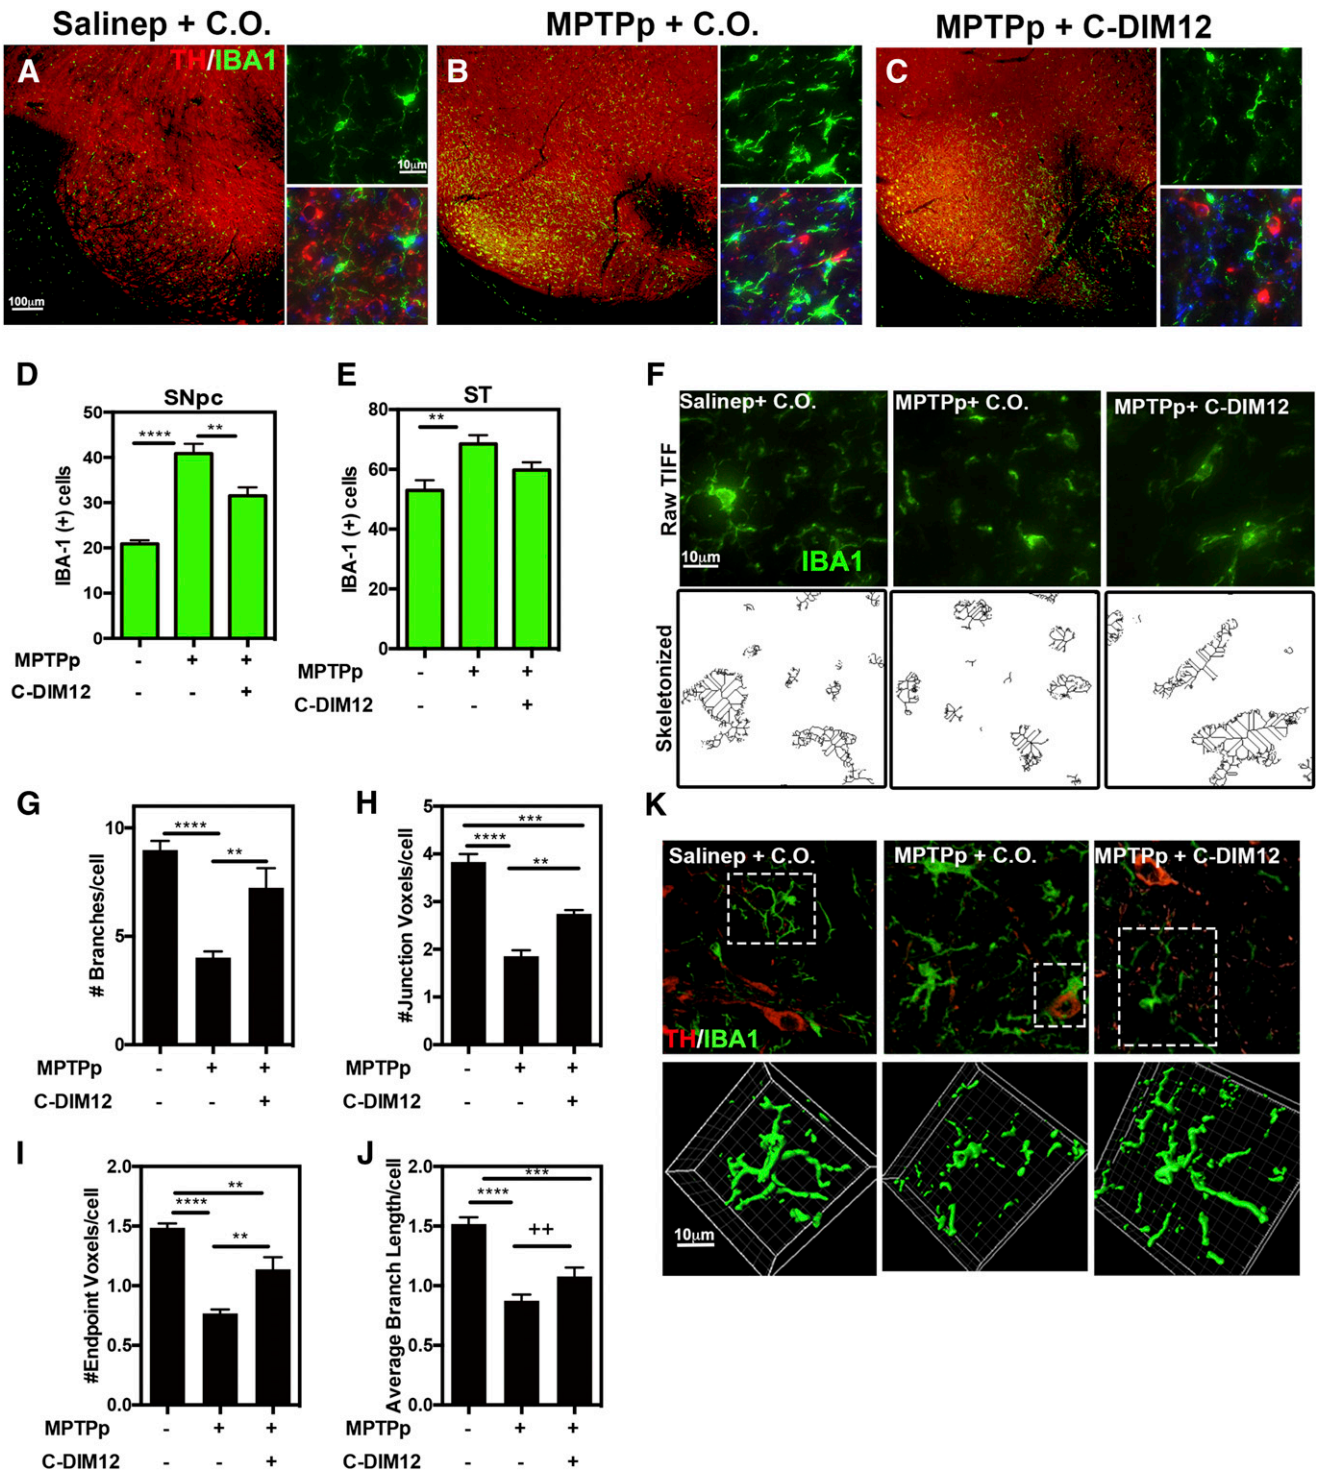 Salinep + C.O.
MPTPp + C.O.
MPTPp + C-DIM12
A
TH/IBA1
10µm
100µm
B
C
D
SNpc
IBA-1 (+) cells
50
40
30
20
10
0
**** **
MPTPp - + +
C-DIM12 - - +
E
ST
IBA-1 (+) cells
80
60
40
20
0
**
MPTPp - + +
C-DIM12 - - +
F
Raw TIFF
Salinep+ C.O.
MPTPp+ C.O.
MPTPp+ C-DIM12
10µm
IBA1
Skeletonized
G
# Branches/cell
10
5
0
****
**
MPTPp - + +
C-DIM12 - - +
H
#Junction Voxels/cell
5
4
3
2
1
0
***
****
**
MPTPp - + +
C-DIM12 - - +
I
#Endpoint Voxels/cell
2.0
1.5
1.0
0.5
0.0
**
****
**
MPTPp - + +
C-DIM12 - - +
J
Average Branch Length/cell
2.0
1.5
1.0
0.5
0.0
***
****
++
MPTPp - + +
C-DIM12 - - +
K
Salinep + C.O.
MPTPp + C.O.
MPTPp + C-DIM12
TH/IBA1
10µm